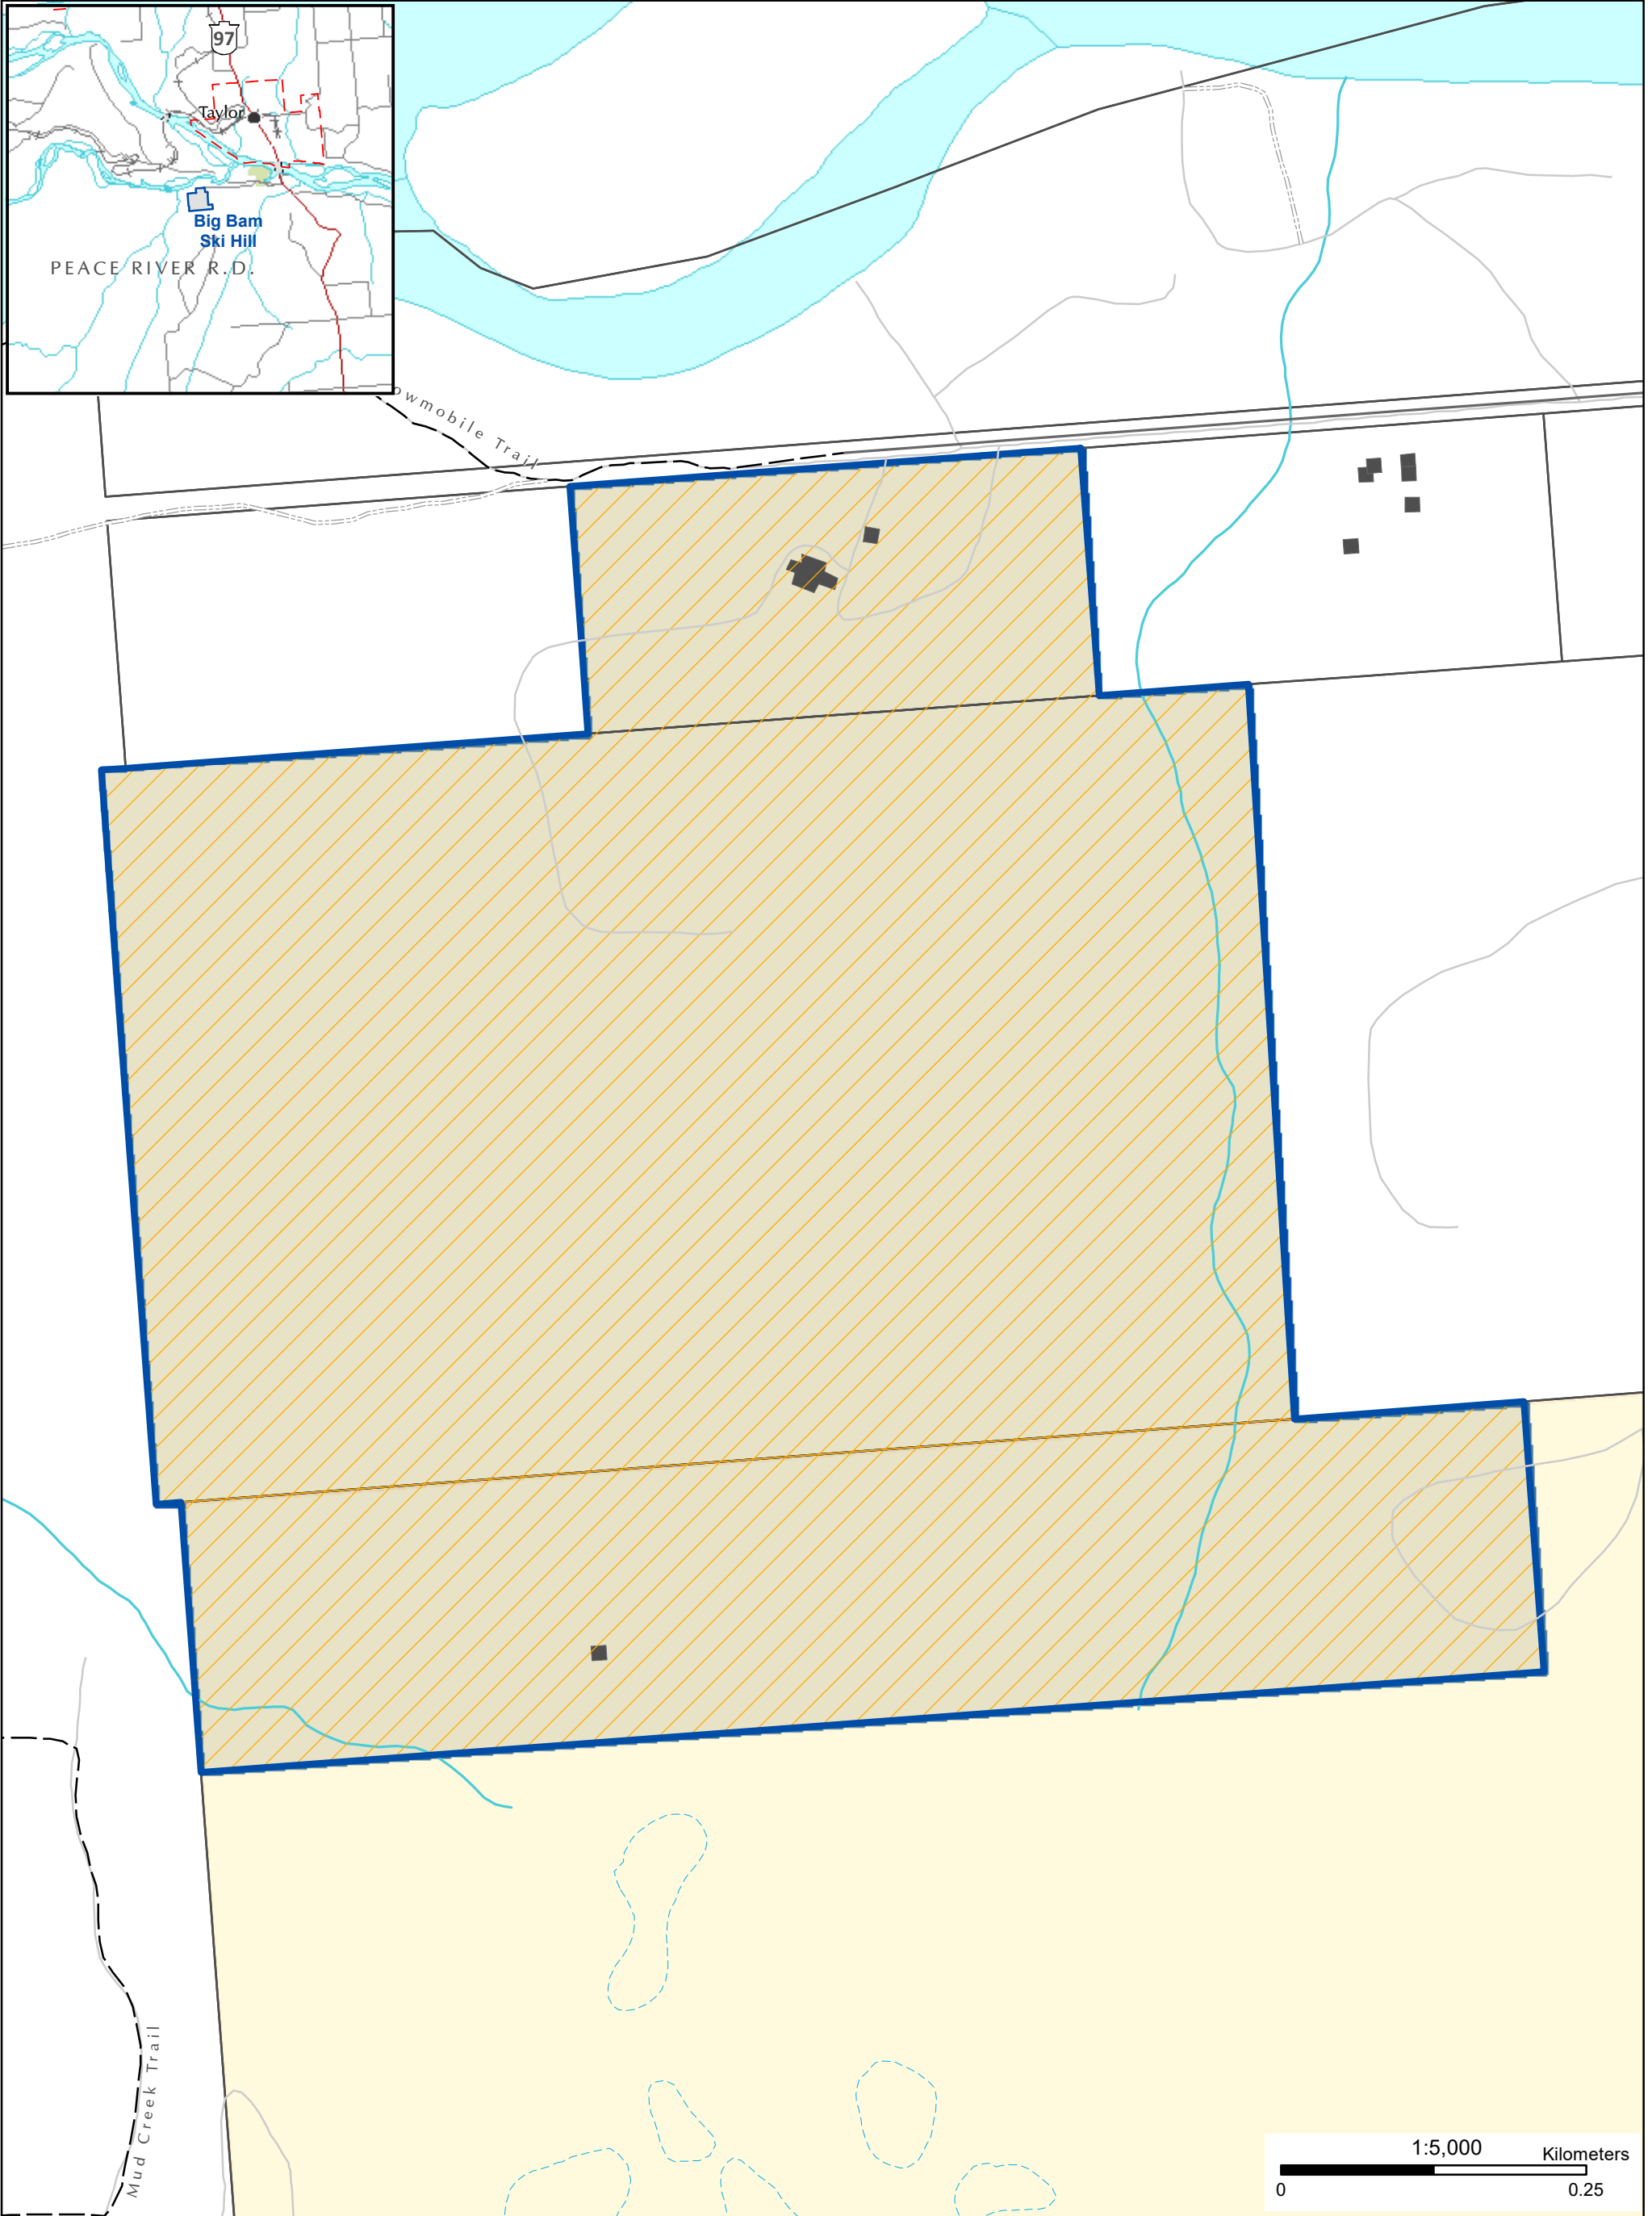 97
Taylor
Big Bam
Ski Hill
PEACE RIVER R.D.
owmobile Trail
Mud Creek Trail
1:5,000
Kilometers
0
0.25